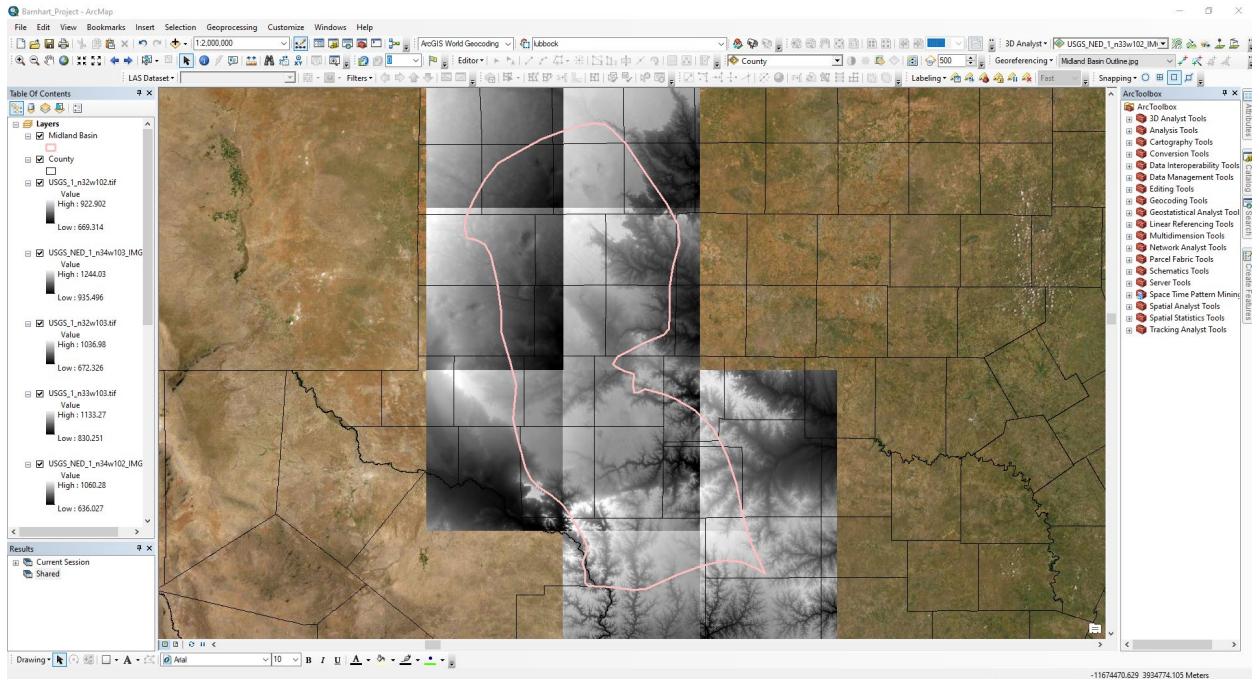 Barnhart_Project - ArcMap
File Edit View Bookmarks Insert Selection Geoprocessing Customize Windows Help
1:2,000,000 ArcGIS World Geocoding lubbock 3D Analyst USGS_NED_1_n33w102_IM
Editor County 500 Georeferencing Midland Basin Outline.jpg
LAS Dataset Filters Labeling Fast Snapping
Table Of Contents
Layers
Midland Basin
County
USGS_1_n32w102.tif
Value
High : 922.902
Low : 669.314
USGS_NED_1_n34w103_IMG
Value
High : 1244.03
Low : 935.496
USGS_1_n32w103.tif
Value
High : 1036.98
Low : 672.326
USGS_1_n33w103.tif
Value
High : 1133.27
Low : 830.251
USGS_NED_1_n34w102_IMG
Value
High : 1060.28
Low : 636.027
Results
Current Session
Shared
ArcToolbox
ArcToolbox
3D Analyst Tools
Analysis Tools
Cartography Tools
Conversion Tools
Data Interoperability Tools
Data Management Tools
Editing Tools
Geocoding Tools
Geostatistical Analyst Tool
Linear Referencing Tools
Multidimension Tools
Network Analyst Tools
Parcel Fabric Tools
Schematics Tools
Server Tools
Space Time Pattern Mining
Spatial Analyst Tools
Spatial Statistics Tools
Tracking Analyst Tools
Attributes
Catalog
Search
Create Features
Drawing A Arial 10 B I U A
-11674470.629 3934774.105 Meters